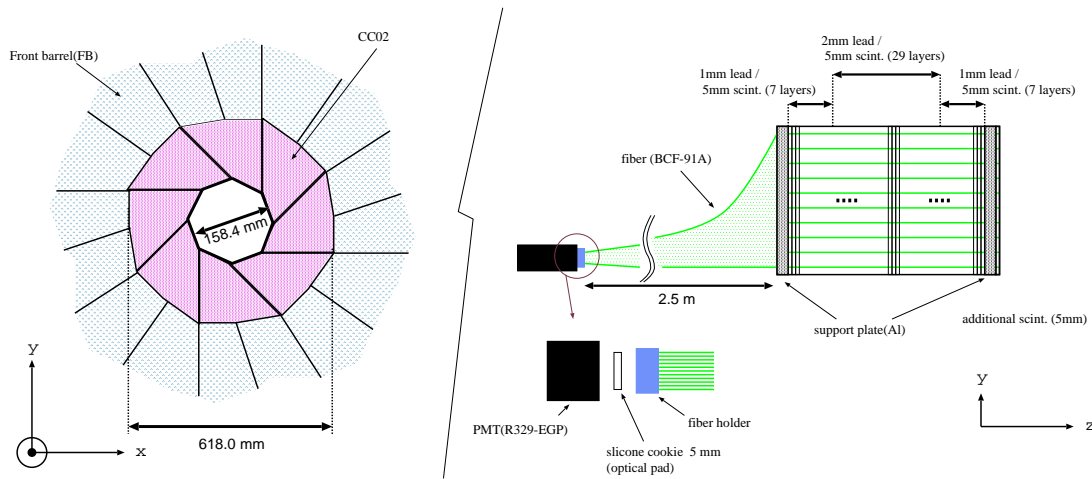 Front barrel(FB)
CC02
158.4 mm
618.0 mm
y
x
2mm lead /
5mm scint. (29 layers)
1mm lead /
5mm scint. (7 layers)
1mm lead /
5mm scint. (7 layers)
fiber (BCF-91A)
2.5 m
support plate(Al)
additional scint. (5mm)
PMT(R329-EGP)
fiber holder
slicone cookie 5 mm
(optical pad)
y
z